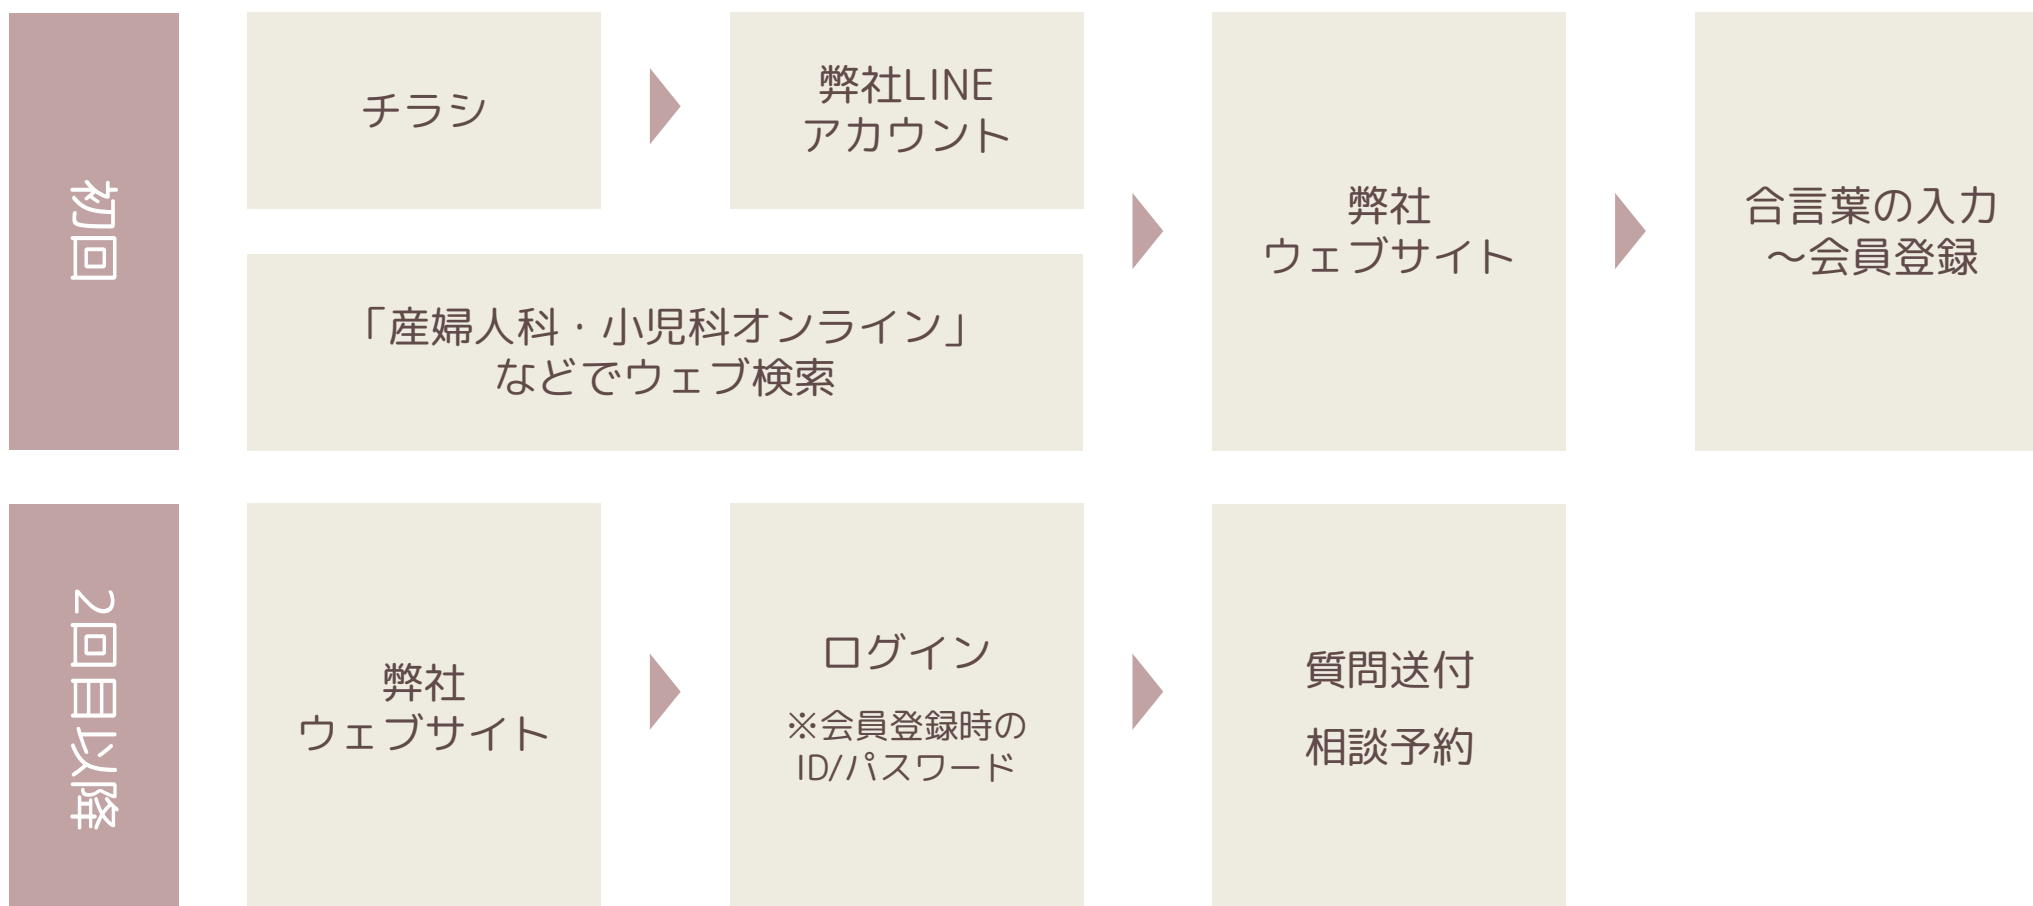 初回
チラシ
弊社LINE
アカウント
「産婦人科・小児科オンライン」
などでウェブ検索
弊社
ウェブサイト
合言葉の入力
～会員登録
2回目以降
弊社
ウェブサイト
ログイン
※会員登録時の
ID/パスワード
質問送付
相談予約